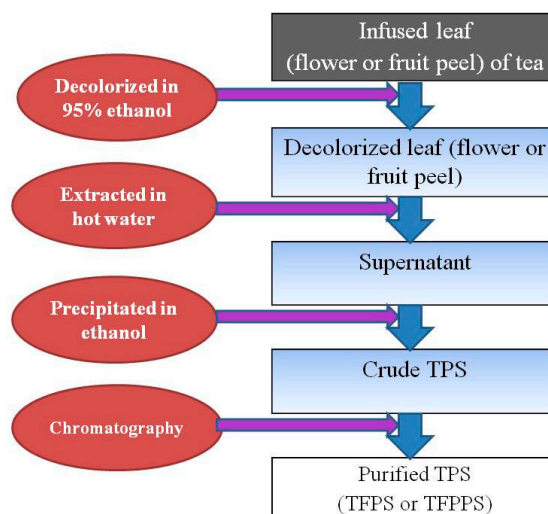 Infused leaf
(flower or fruit peel) of tea
Decolorized in
95% ethanol
Decolorized leaf (flower or
fruit peel)
Extracted in
hot water
Supernatant
Precipitated in
ethanol
Crude TPS
Chromatography
Purified TPS
(TFPS or TFPPS)